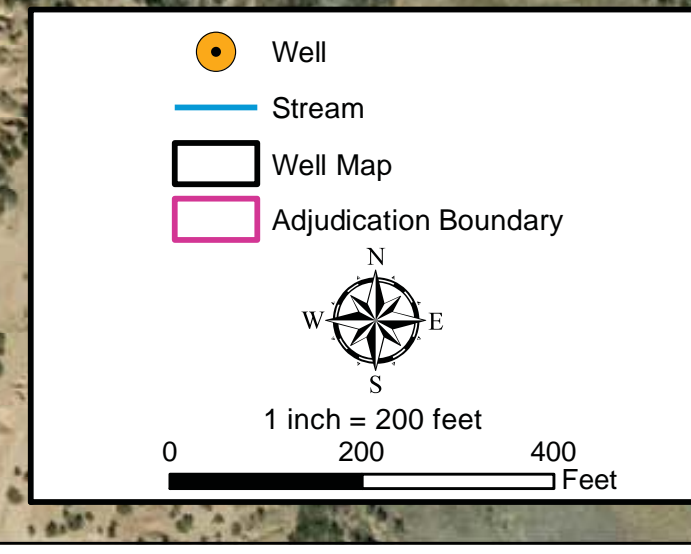 Well
Stream
Well Map
Adjudication Boundary
N
W E
S
1 inch = 200 feet
0 200 400
Feet